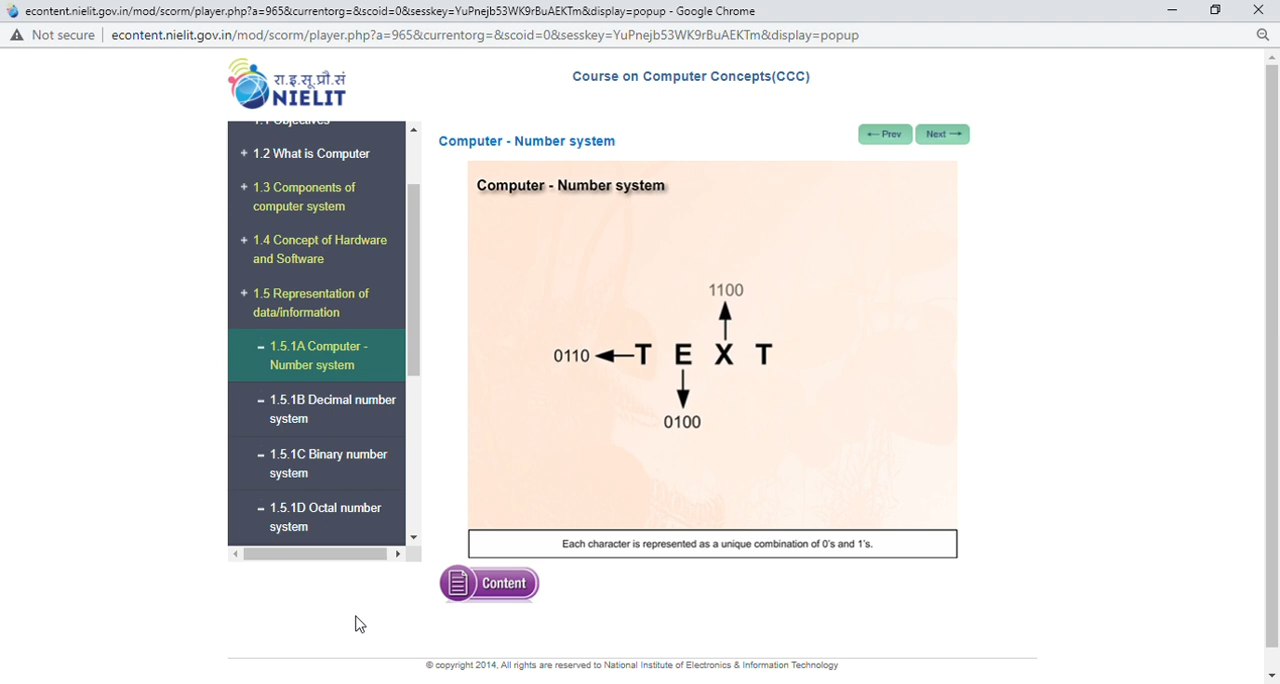 econtent.nielit.gov.in/mod/scorm/player.php?a=965&currentorg=&scoid=0&sesskey=YuPnejb53WK9rBuAEKTm&display=popup - Google Chrome
Not secure econtent.nielit.gov.in/mod/scorm/player.php?a=965&currentorg=&scoid=0&sesskey=YuPnejb53WK9rBuAEKTm&display=popup
रा.इ.सू.प्रौ.सं
NIELIT
Course on Computer Concepts(CCC)
1.1 Objectives
+ 1.2 What is Computer
+ 1.3 Components of
computer system
+ 1.4 Concept of Hardware
and Software
+ 1.5 Representation of
data/information
- 1.5.1A Computer -
Number system
- 1.5.1B Decimal number
system
- 1.5.1C Binary number
system
- 1.5.1D Octal number
system
Computer - Number system
←Prev Next →
Computer - Number system
1100
0110 T E X T
0100
Each character is represented as a unique combination of 0's and 1's.
Content
© copyright 2014, All rights are reserved to National Institute of Electronics & Information Technology